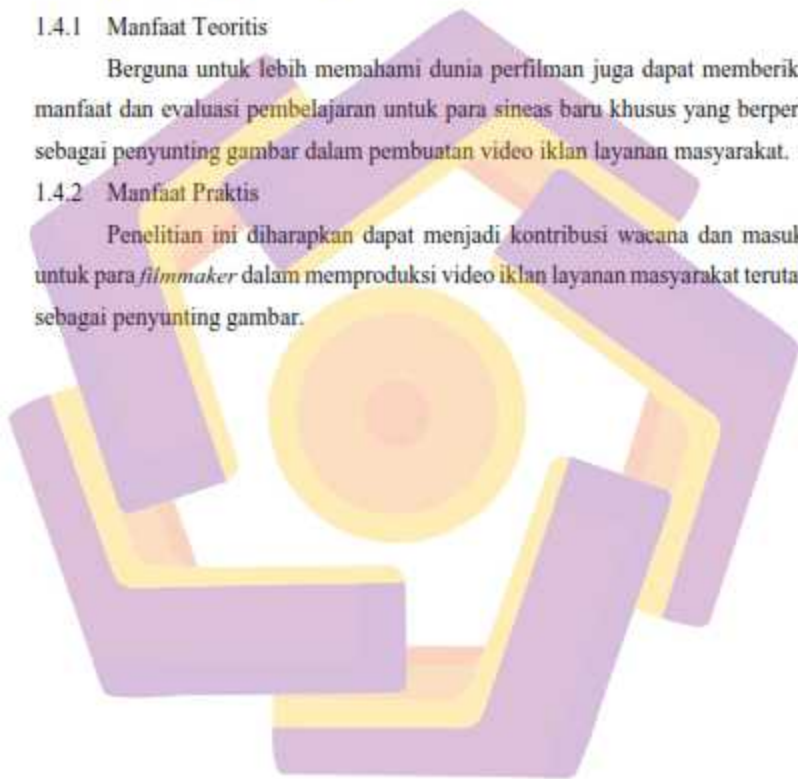 1.4.1 Manfaat Teoritis
Berguna untuk lebih memahami dunia perfilman juga dapat memberik
manfaat dan evaluasi pembelajaran untuk para sineas baru khusus yang berper
sebagai penyunting gambar dalam pembuatan video iklan layanan masyarakat.
1.4.2 Manfaat Praktis
Penelitian ini diharapkan dapat menjadi kontribusi wacana dan masuk
untuk para filmmaker dalam memproduksi video iklan layanan masyarakat teruta
sebagai penyunting gambar.